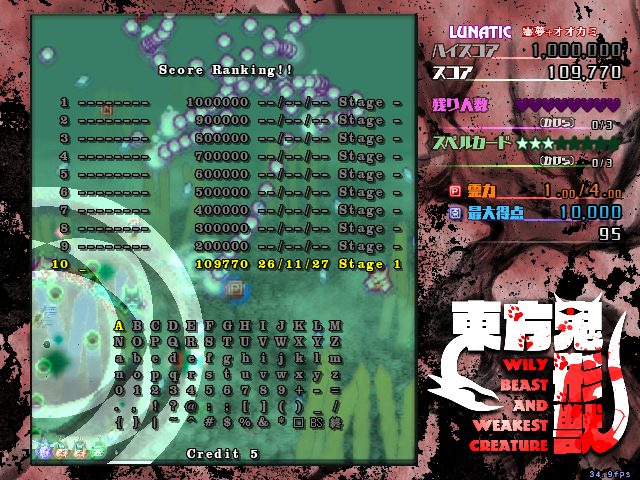 Score Ranking!!
1 -------- 1000000 --/--/-- Stage -
2 -------- 900000 --/--/-- Stage -
3 -------- 800000 --/--/-- Stage -
4 -------- 700000 --/--/-- Stage -
5 -------- 600000 --/--/-- Stage -
6 -------- 500000 --/--/-- Stage -
7 -------- 400000 --/--/-- Stage -
8 -------- 300000 --/--/-- Stage -
9 -------- 200000 --/--/-- Stage -
10 _ 109770 26/11/27 Stage 1
A B C D E F G H I J K L M
N O P Q R S T U V W X Y Z
a b c d e f g h i j k l m
n o p q r s t u v w x y z
0 1 2 3 4 5 6 7 8 9 + - =
. , ! ? @ : ; [ ] ( ) _ /
{ } | ~ ^ # $ % & * □ BS 終
Credit 5
LUNATIC 霊夢+オオカミ
ハイスコア 1,000,000
スコア 109,770
残り人数
(かけら) 0/3
スペルカード
(かけら) 0/3
P 霊力 1.00/4.00
最大得点 10,000
95
東方鬼形獣
WILY
BEAST
AND
WEAKEST
CREATURE
34.9fps